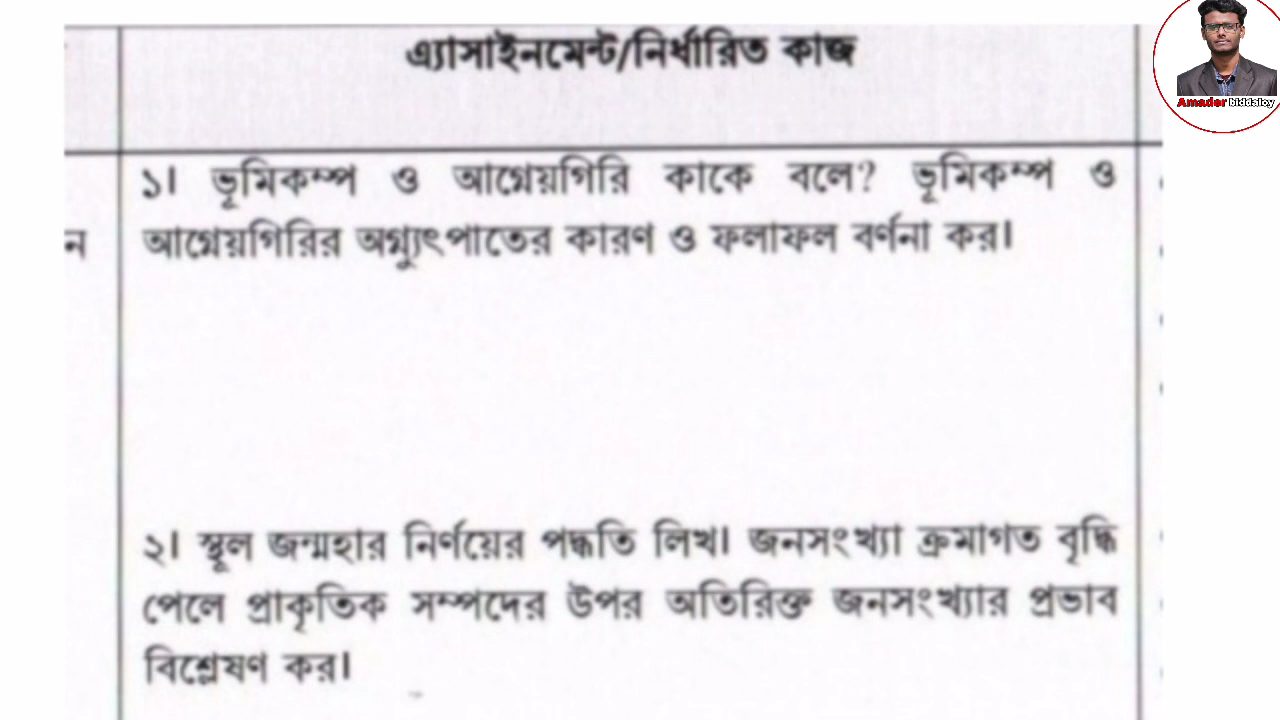 এ্যাসাইনমেন্ট/নির্ধারিত কাজ
Amader biddaloy
১। ভূমিকম্প ও আগ্নেয়গিরি কাকে বলে? ভূমিকম্প ও
ন
আগ্নেয়গিরির অগ্ন্যুৎপাতের কারণ ও ফলাফল বর্ণনা কর।
২। স্থূল জন্মহার নির্ণয়ের পদ্ধতি লিখ। জনসংখ্যা ক্রমাগত বৃদ্ধি
পেলে প্রাকৃতিক সম্পদের উপর অতিরিক্ত জনসংখ্যার প্রভাব
বিশ্লেষণ কর।